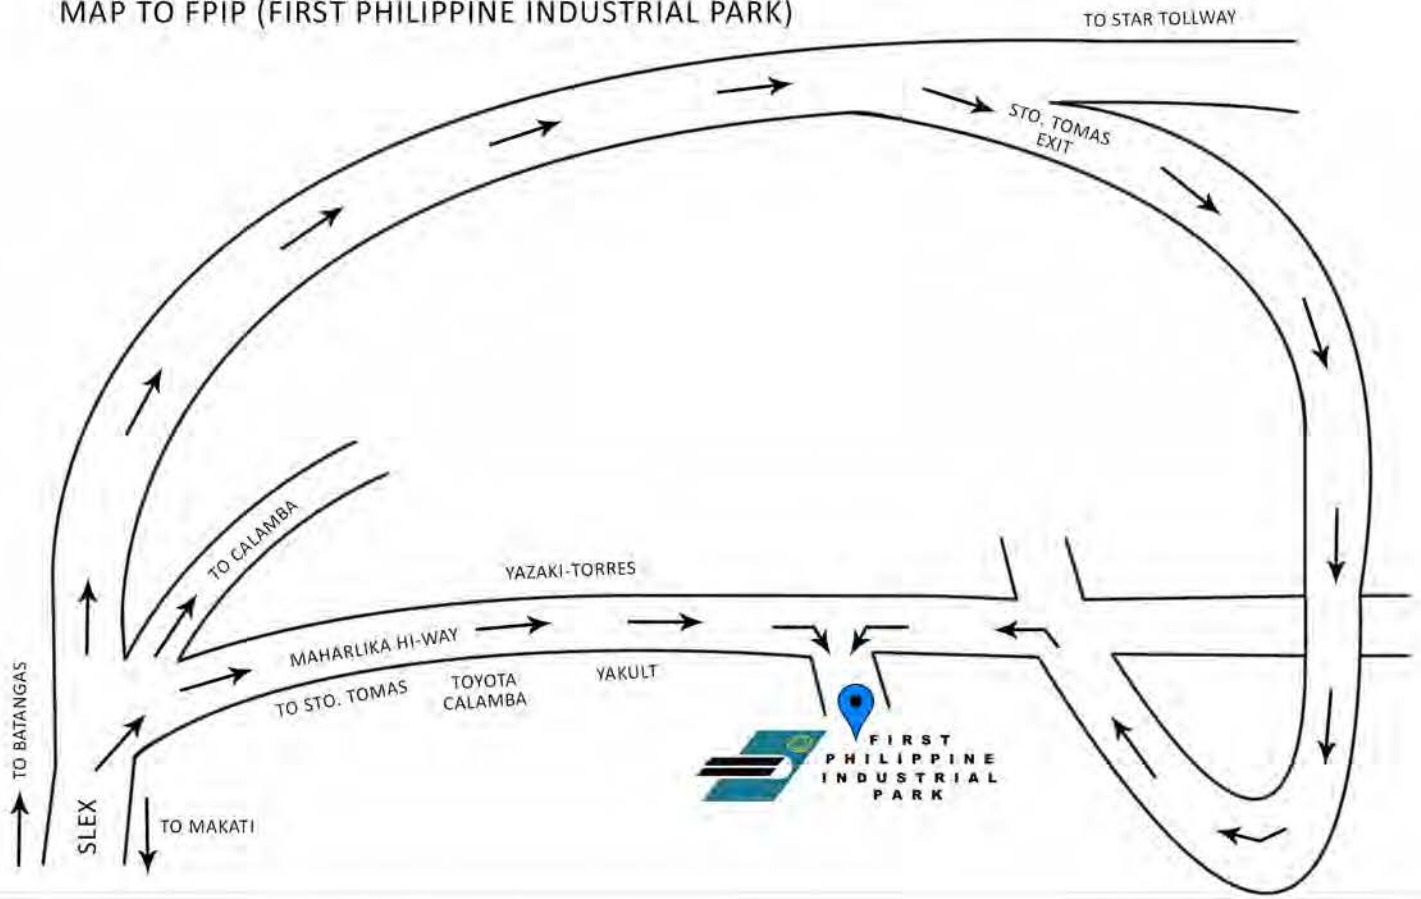 MAP TO FPIP (FIRST PHILIPPINE INDUSTRIAL PARK)
TO STAR TOLLWAY
STO. TOMAS
EXIT
TO CALAMBA
YAZAKI-TORRES
MAHARLIKA HI-WAY
TO STO. TOMAS
TOYOTA
CALAMBA
YAKULT
FIRST
PHILIPPINE
INDUSTRIAL
PARK
TO BATANGAS
SLEX
TO MAKATI